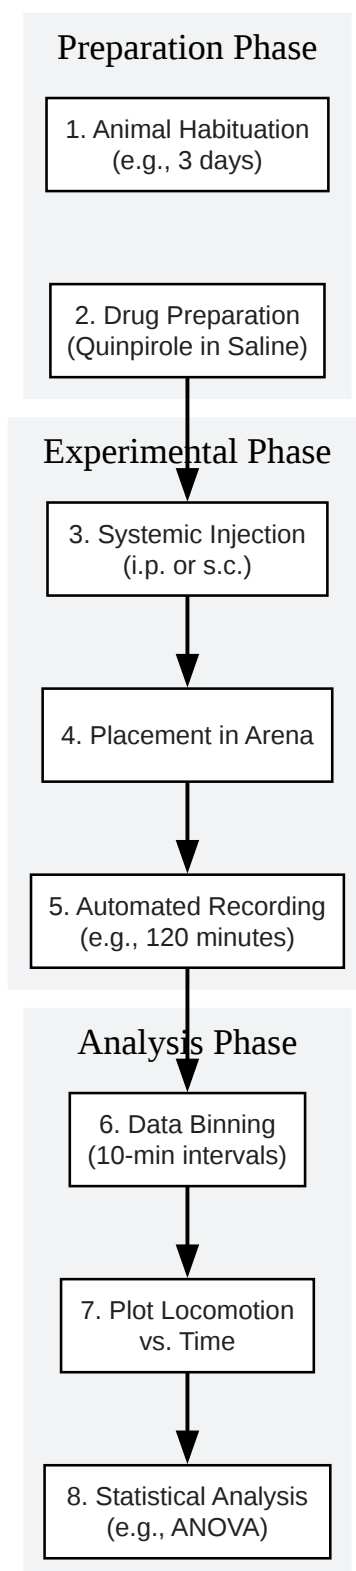 Preparation Phase
1. Animal Habituation
(e.g., 3 days)
2. Drug Preparation
(Quinpirole in Saline)
Experimental Phase
3. Systemic Injection
(i.p. or s.c.)
4. Placement in Arena
5. Automated Recording
(e.g., 120 minutes)
Analysis Phase
6. Data Binning
(10-min intervals)
7. Plot Locomotion
vs. Time
8. Statistical Analysis
(e.g., ANOVA)